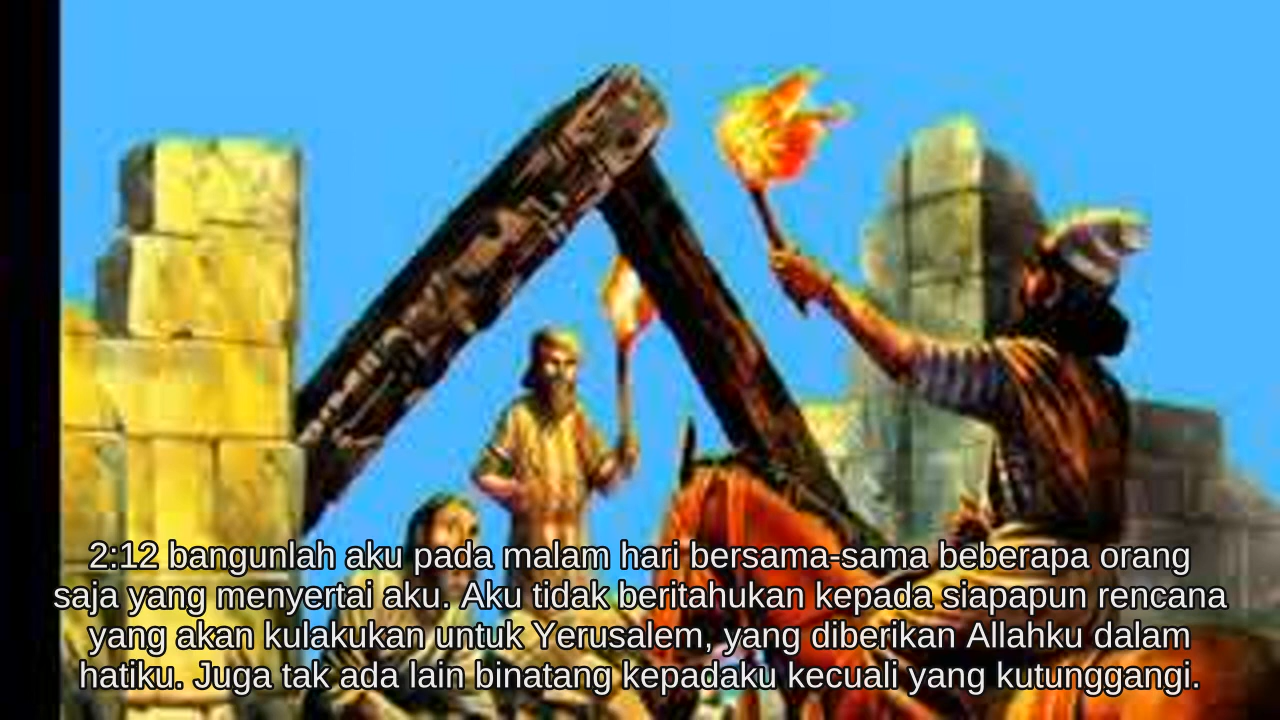 2:12 bangunlah aku pada malam hari bersama-sama beberapa orang
saja yang menyertai aku. Aku tidak beritahukan kepada siapapun rencana
yang akan kulakukan untuk Yerusalem, yang diberikan Allahku dalam
hatiku. Juga tak ada lain binatang kepadaku kecuali yang kutunggangi.